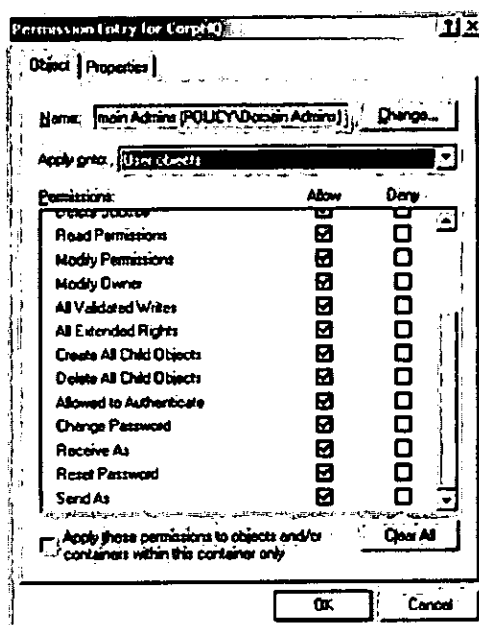 Permission Entry for CorpHQ
Object Properties
Name: main Admins (POLICY\Domain Admins) Change...
Apply onto: User objects
Permissions: Allow Deny
Delete Subtree
Read Permissions
Modify Permissions
Modify Owner
All Validated Writes
All Extended Rights
Create All Child Objects
Delete All Child Objects
Allowed to Authenticate
Change Password
Receive As
Reset Password
Send As
Apply these permissions to objects and/or
containers within this container only
Clear All
OK Cancel